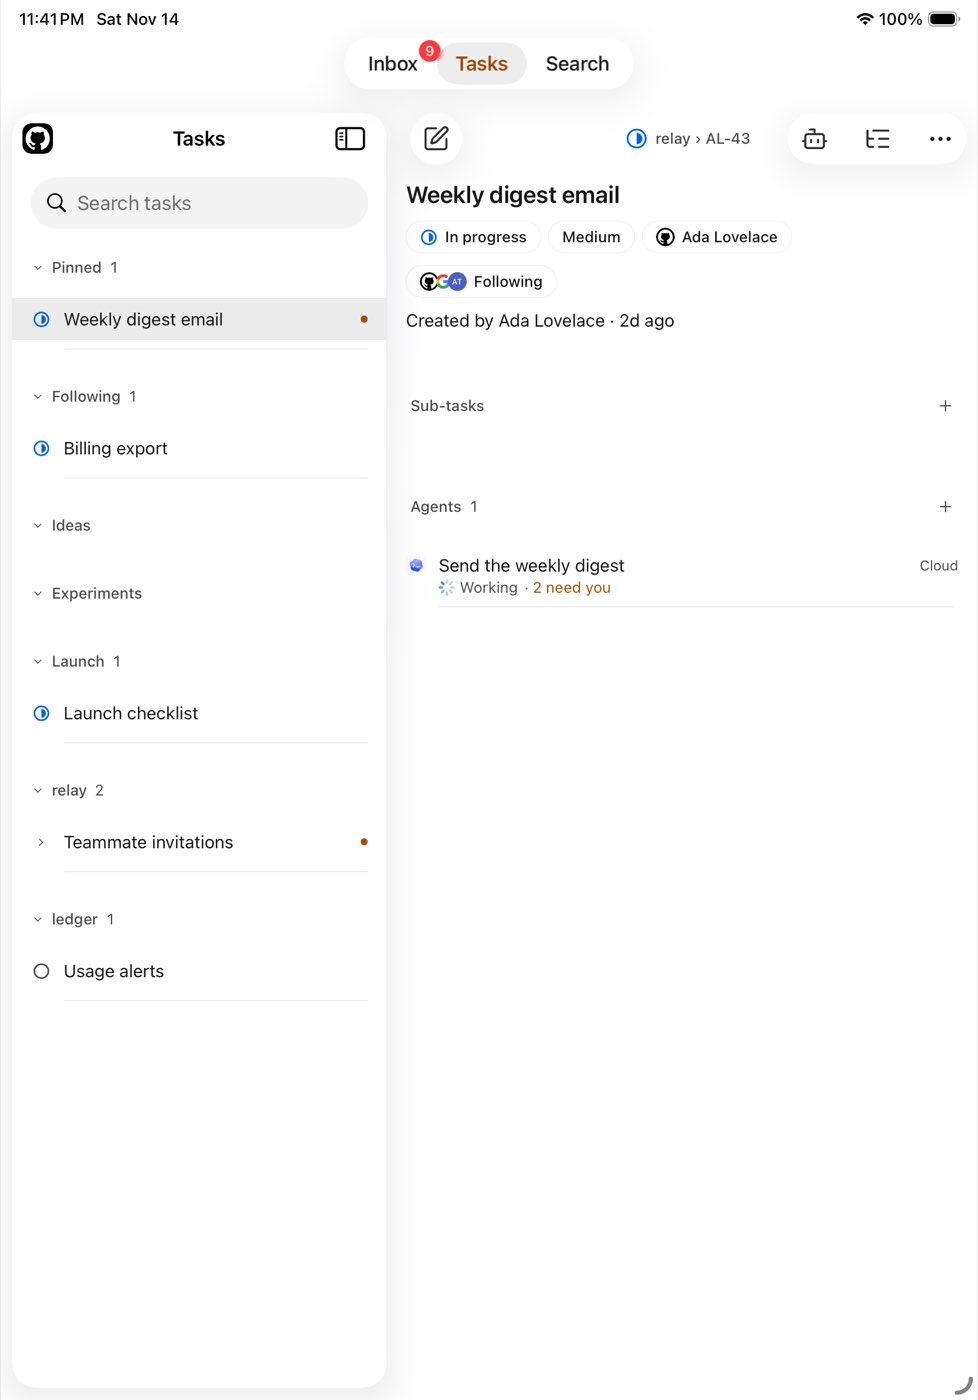 11:41 PM Sat Nov 14
100%
Inbox 9 Tasks Search
Tasks
Search tasks
Pinned 1
Weekly digest email
Following 1
Billing export
Ideas
Experiments
Launch 1
Launch checklist
relay 2
Teammate invitations
ledger 1
Usage alerts
relay › AL-43
Weekly digest email
In progress Medium Ada Lovelace
G AT Following
Created by Ada Lovelace · 2d ago
Sub-tasks
Agents 1
Send the weekly digest Cloud
Working · 2 need you